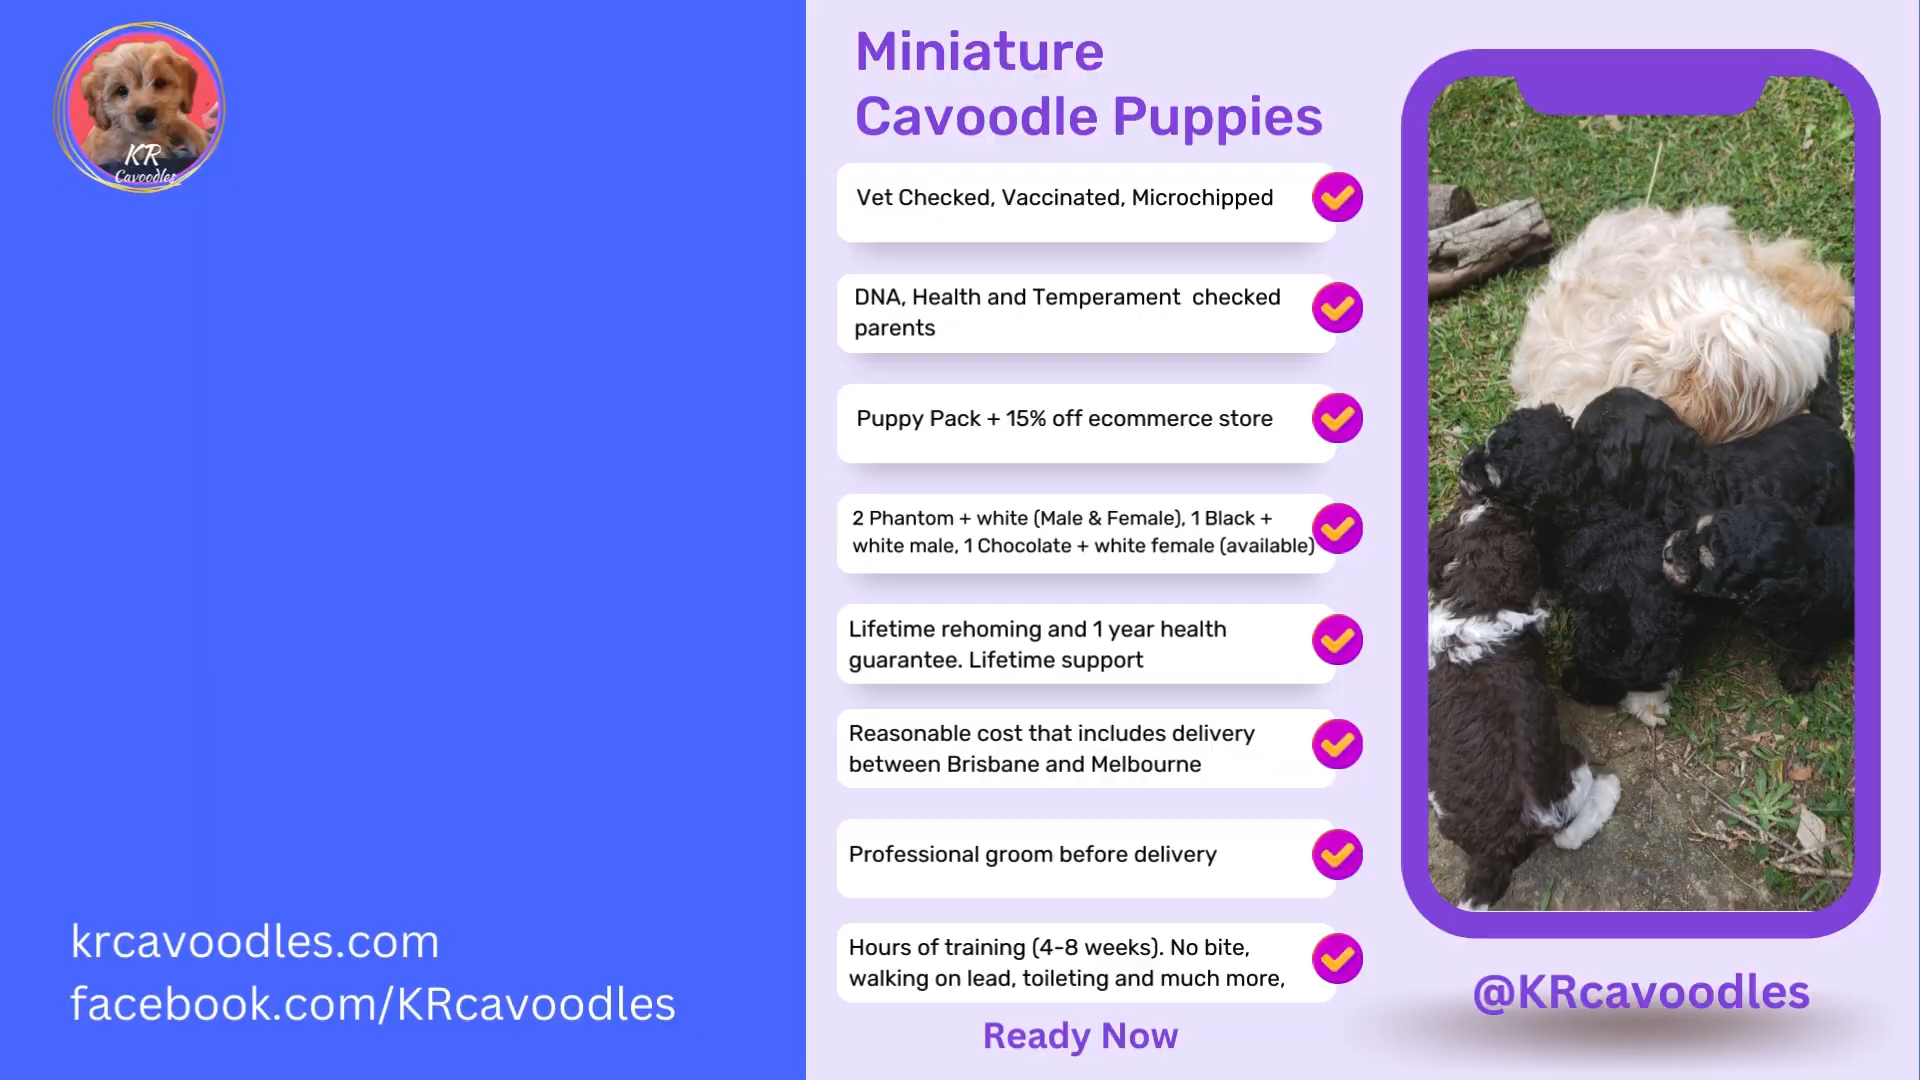 KR
Cavoodles
krcavoodles.com
facebook.com/KRcavoodles
Miniature
Cavoodle Puppies
Vet Checked, Vaccinated, Microchipped
DNA, Health and Temperament checked
parents
Puppy Pack + 15% off ecommerce store
2 Phantom + white (Male & Female), 1 Black +
white male, 1 Chocolate + white female (available)
Lifetime rehoming and 1 year health
guarantee. Lifetime support
Reasonable cost that includes delivery
between Brisbane and Melbourne
Professional groom before delivery
Hours of training (4-8 weeks). No bite,
walking on lead, toileting and much more,
Ready Now
@KRcavoodles